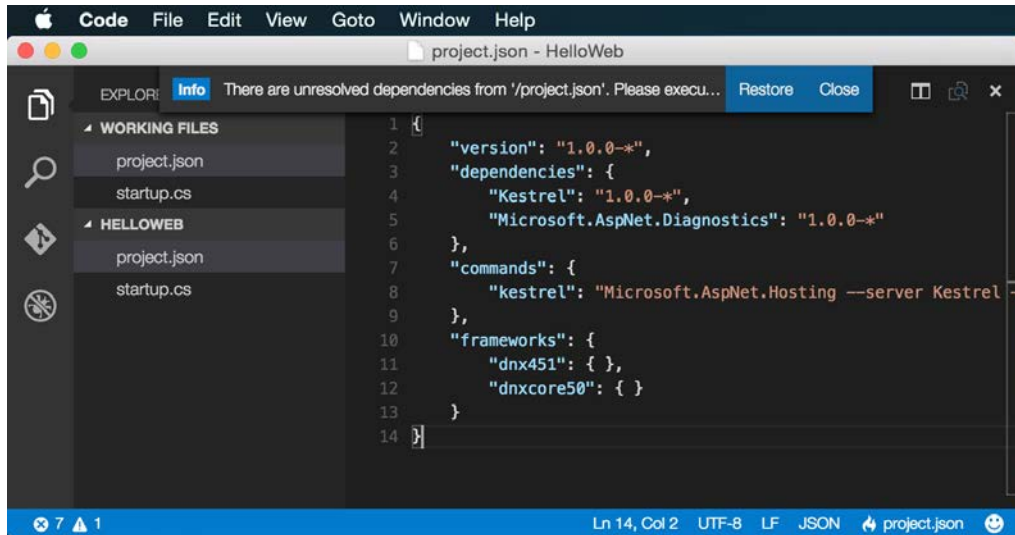 Code File Edit View Goto Window Help
project.json - HelloWeb
EXPLOR
Info There are unresolved dependencies from '/project.json'. Please execu... Restore Close
WORKING FILES
project.json
startup.cs
HELLOWEB
project.json
startup.cs
1 {
2 "version": "1.0.0-*",
3 "dependencies": {
4 "Kestrel": "1.0.0-*",
5 "Microsoft.AspNet.Diagnostics": "1.0.0-*"
6 },
7 "commands": {
8 "kestrel": "Microsoft.AspNet.Hosting --server Kestrel
9 },
10 "frameworks": {
11 "dnx451": { },
12 "dnxcore50": { }
13 }
14 }
7 1 Ln 14, Col 2 UTF-8 LF JSON project.json